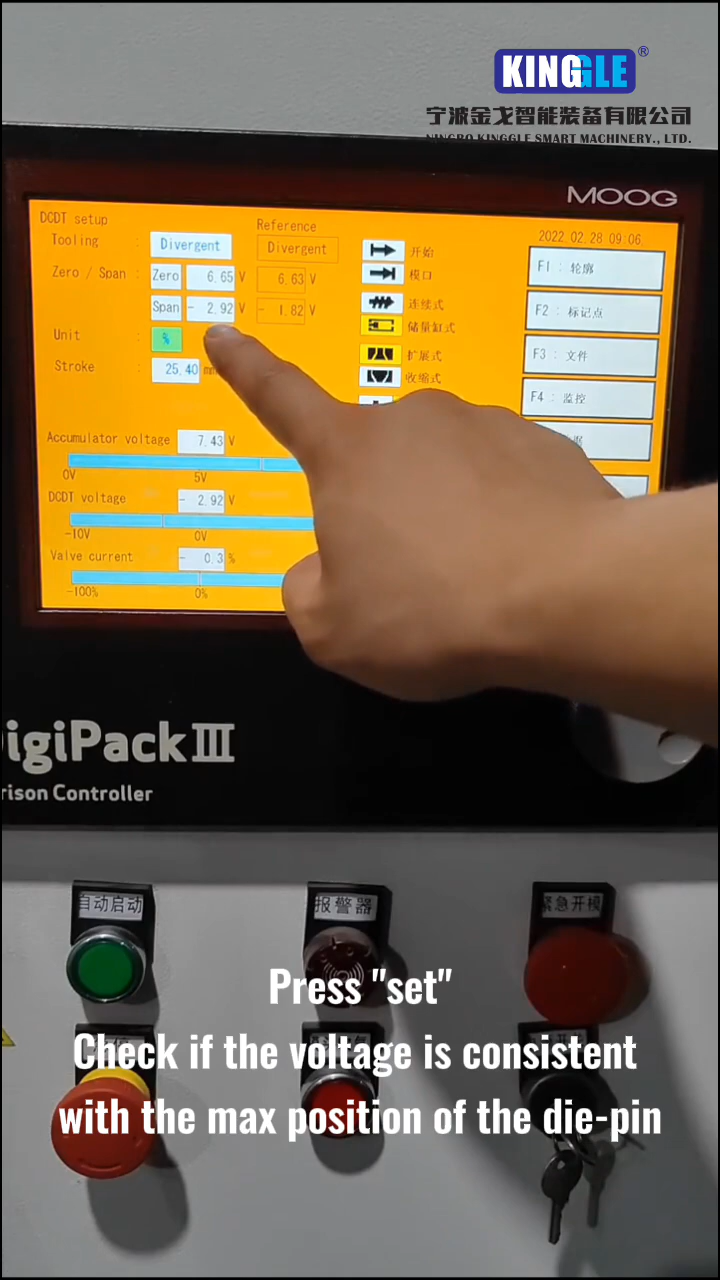 KINGGLE®
宁波金戈智能装备有限公司
NINGBO KINGGLE SMART MACHINERY., LTD.
MOOG
DCDT setup
Reference
2022.02.28 09:06
Tooling : Divergent Divergent
Zero / Span : Zero 6.65 V 6.63 V
Span - 2.92 V - 1.82 V
Unit : %
Stroke : 25.40 mm
开始
模口
连续式
储量缸式
扩展式
收缩式
F1 : 轮廓
F2 : 标记点
F3 : 文件
F4 : 监控
Accumulator voltage 7.43 V
0V 5V
DCDT voltage - 2.92 V
-10V 0V
Valve current - 0.3 %
-100% 0%
igiPack III
rison Controller
自动启动
报警器
紧急开模
Press "set"
Check if the voltage is consistent
with the max position of the die-pin